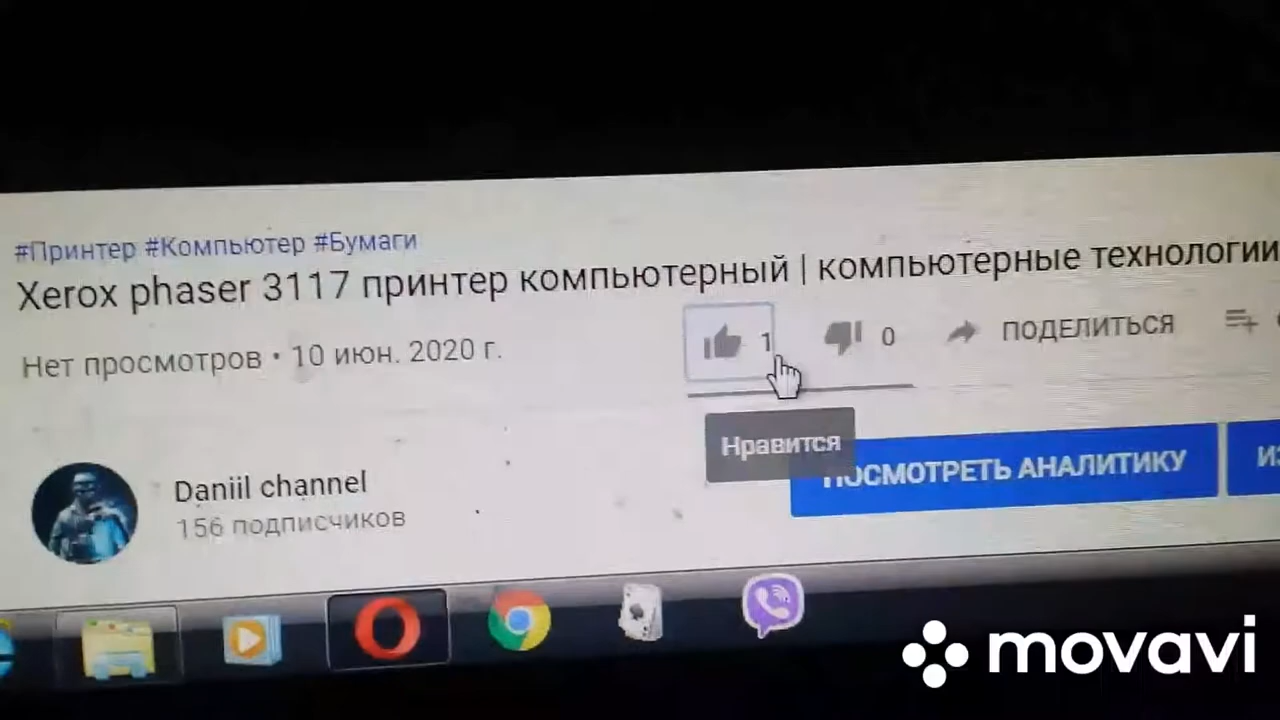 #Принтер #Компьютер #Бумаги
Xerox phaser 3117 принтер компьютерный | компьютерные технологии
Нет просмотров • 10 июн. 2020 г.
1 0 ПОДЕЛИТЬСЯ
Нравится
ПОСМОТРЕТЬ АНАЛИТИКУ
Daniil channel
156 подписчиков
movavi